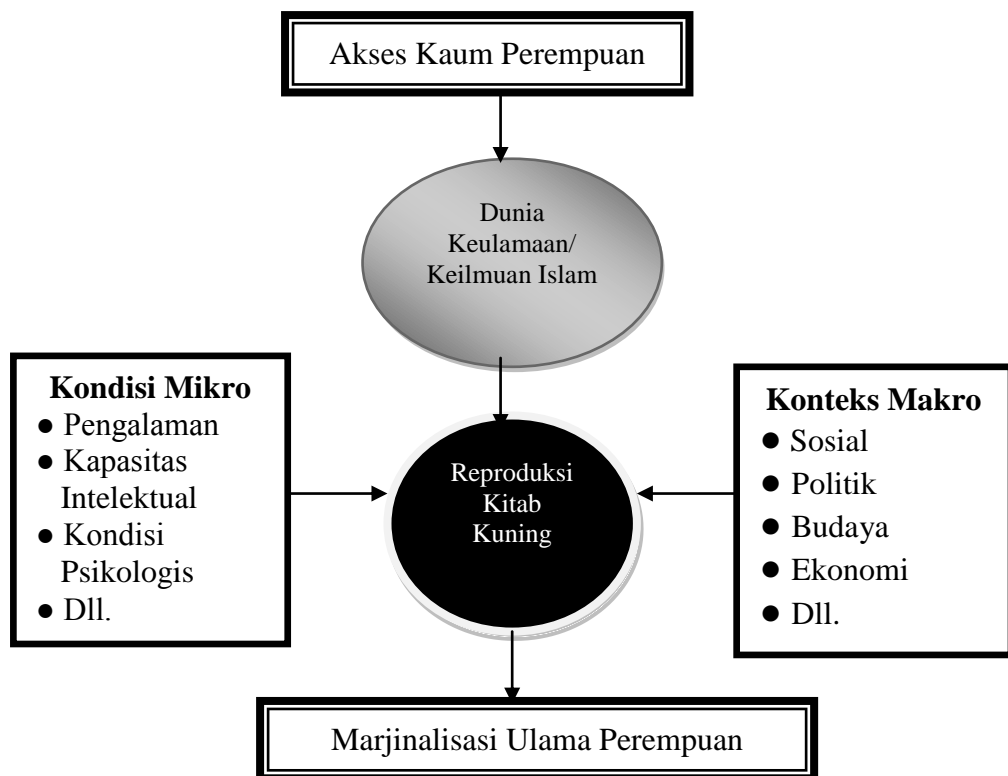 Akses Kaum Perempuan
Dunia
Keulamaan/
Keilmuan Islam
Kondisi Mikro
● Pengalaman
● Kapasitas
Intelektual
● Kondisi
Psikologis
● Dll.
Reproduksi
Kitab
Kuning
Konteks Makro
● Sosial
● Politik
● Budaya
● Ekonomi
● Dll.
Marjinalisasi Ulama Perempuan